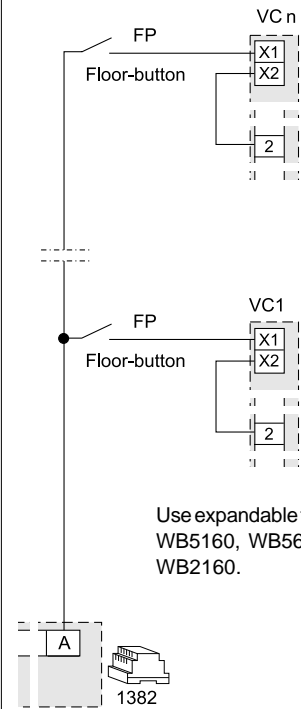 VC n
FP
X1
Floor-button
X2
2
VC1
FP
X1
Floor-button
X2
2
Use expandable
WB5160, WB56
WB2160.
A
1382